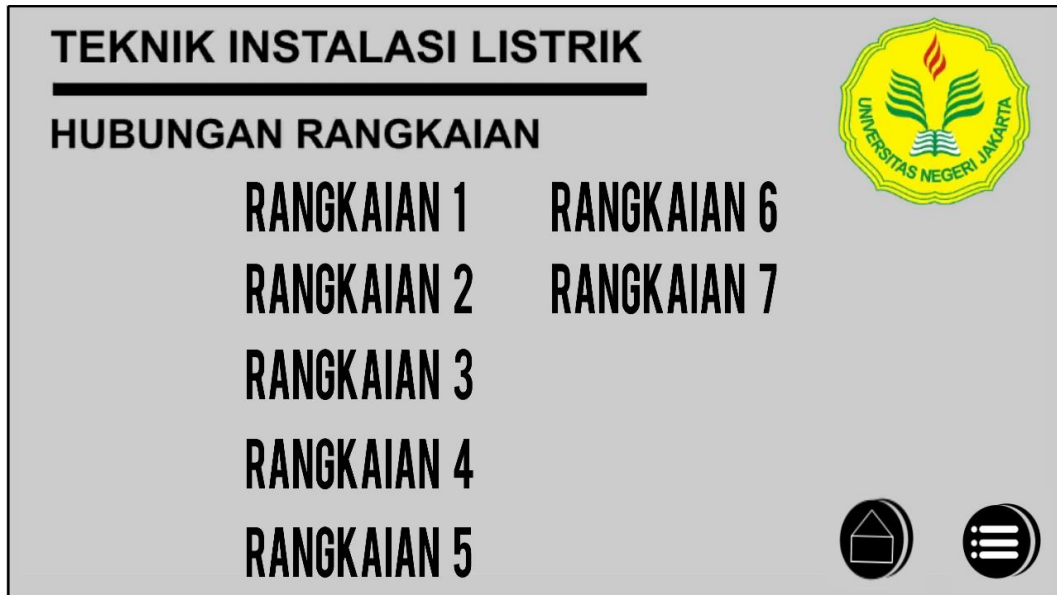 TEKNIK INSTALASI LISTRIK
HUBUNGAN RANGKAIAN
UNIVERSITAS NEGERI JAKARTA
RANGKAIAN 1
RANGKAIAN 2
RANGKAIAN 3
RANGKAIAN 4
RANGKAIAN 5
RANGKAIAN 6
RANGKAIAN 7